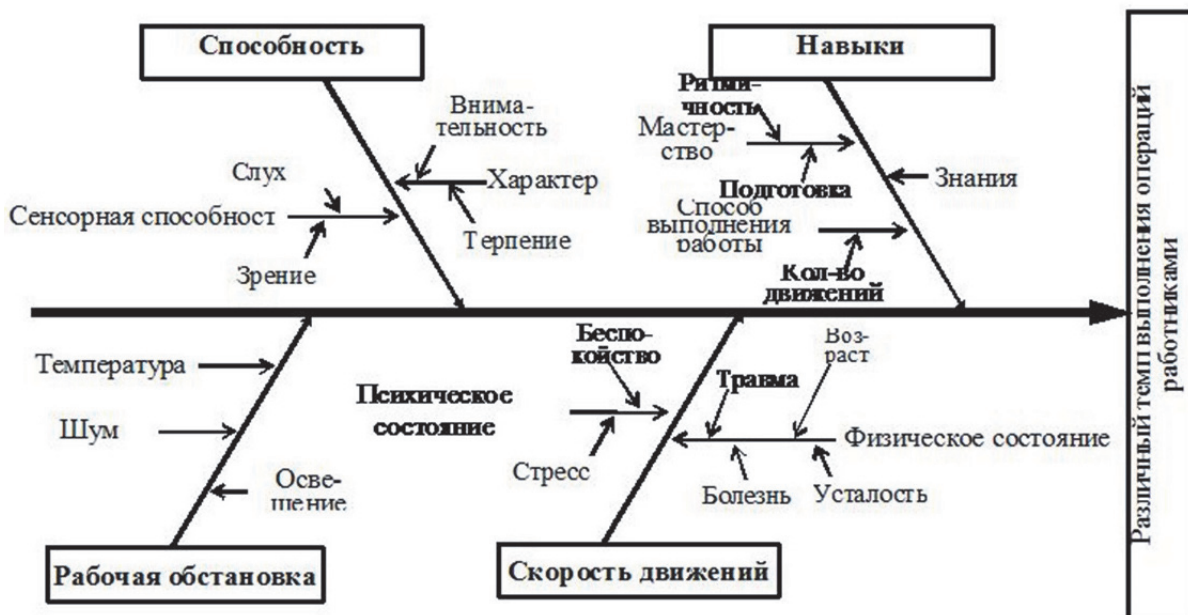 Способность
Навыки
Внима-
тельность
Слух
Характер
Сенсорная способност
Терпение
Зрение
Ритми-
чность
Мастер-
ство
Подготовка
Знания
Способ
выполнения
работы
Кол-во
движений
Различный темп выполнения операций
работниками
Температура
Шум
Осве-
шение
Рабочая обстановка
Беспо-
койство
Психическое
состояние
Стресс
Воз-
раст
Травма
Физическое состояние
Болезнь
Усталость
Скорость движений